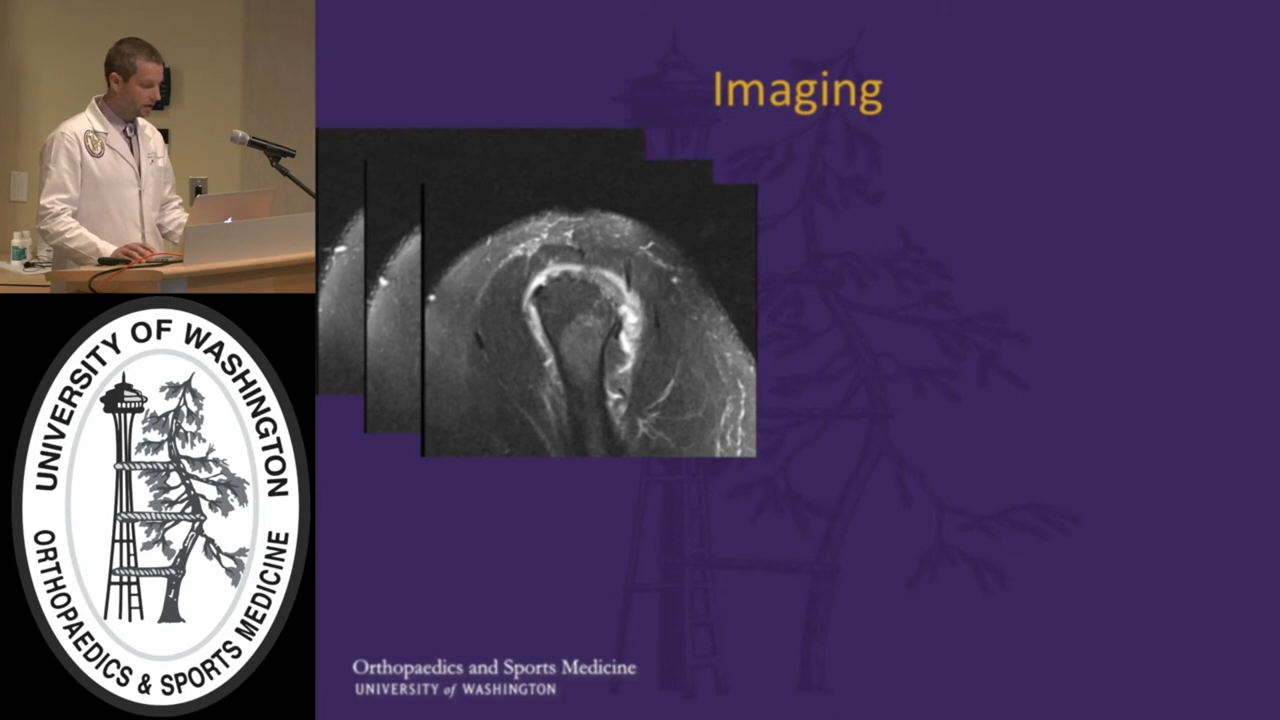 Imaging
UNIVERSITY OF WASHINGTON
ORTHOPAEDICS & SPORTS MEDICINE
Orthopaedics and Sports Medicine
UNIVERSITY of WASHINGTON